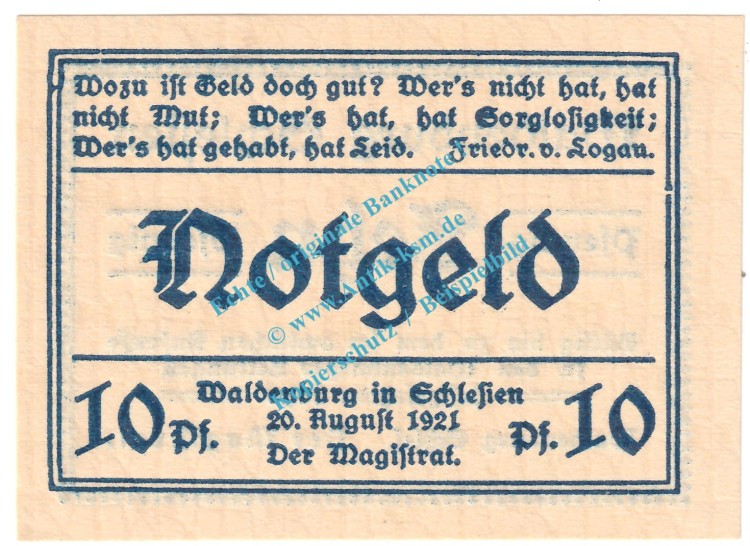 Wozu iſt Geld doch gut? Wer's nicht hat, hat
nicht Mut; Wer's hat, hat Sorgloſigkeit;
Wer's hat gehabt, hat Leid. Friedr. v. Logau.
Notgeld
Echte / originale Banknote
© www.Antik-ksm.de
Kopierschutz / Beispielbild
Waldenburg in Schleſien
10 Pf. 20. Auguſt 1921 Pf. 10
Der Magiſtrat.